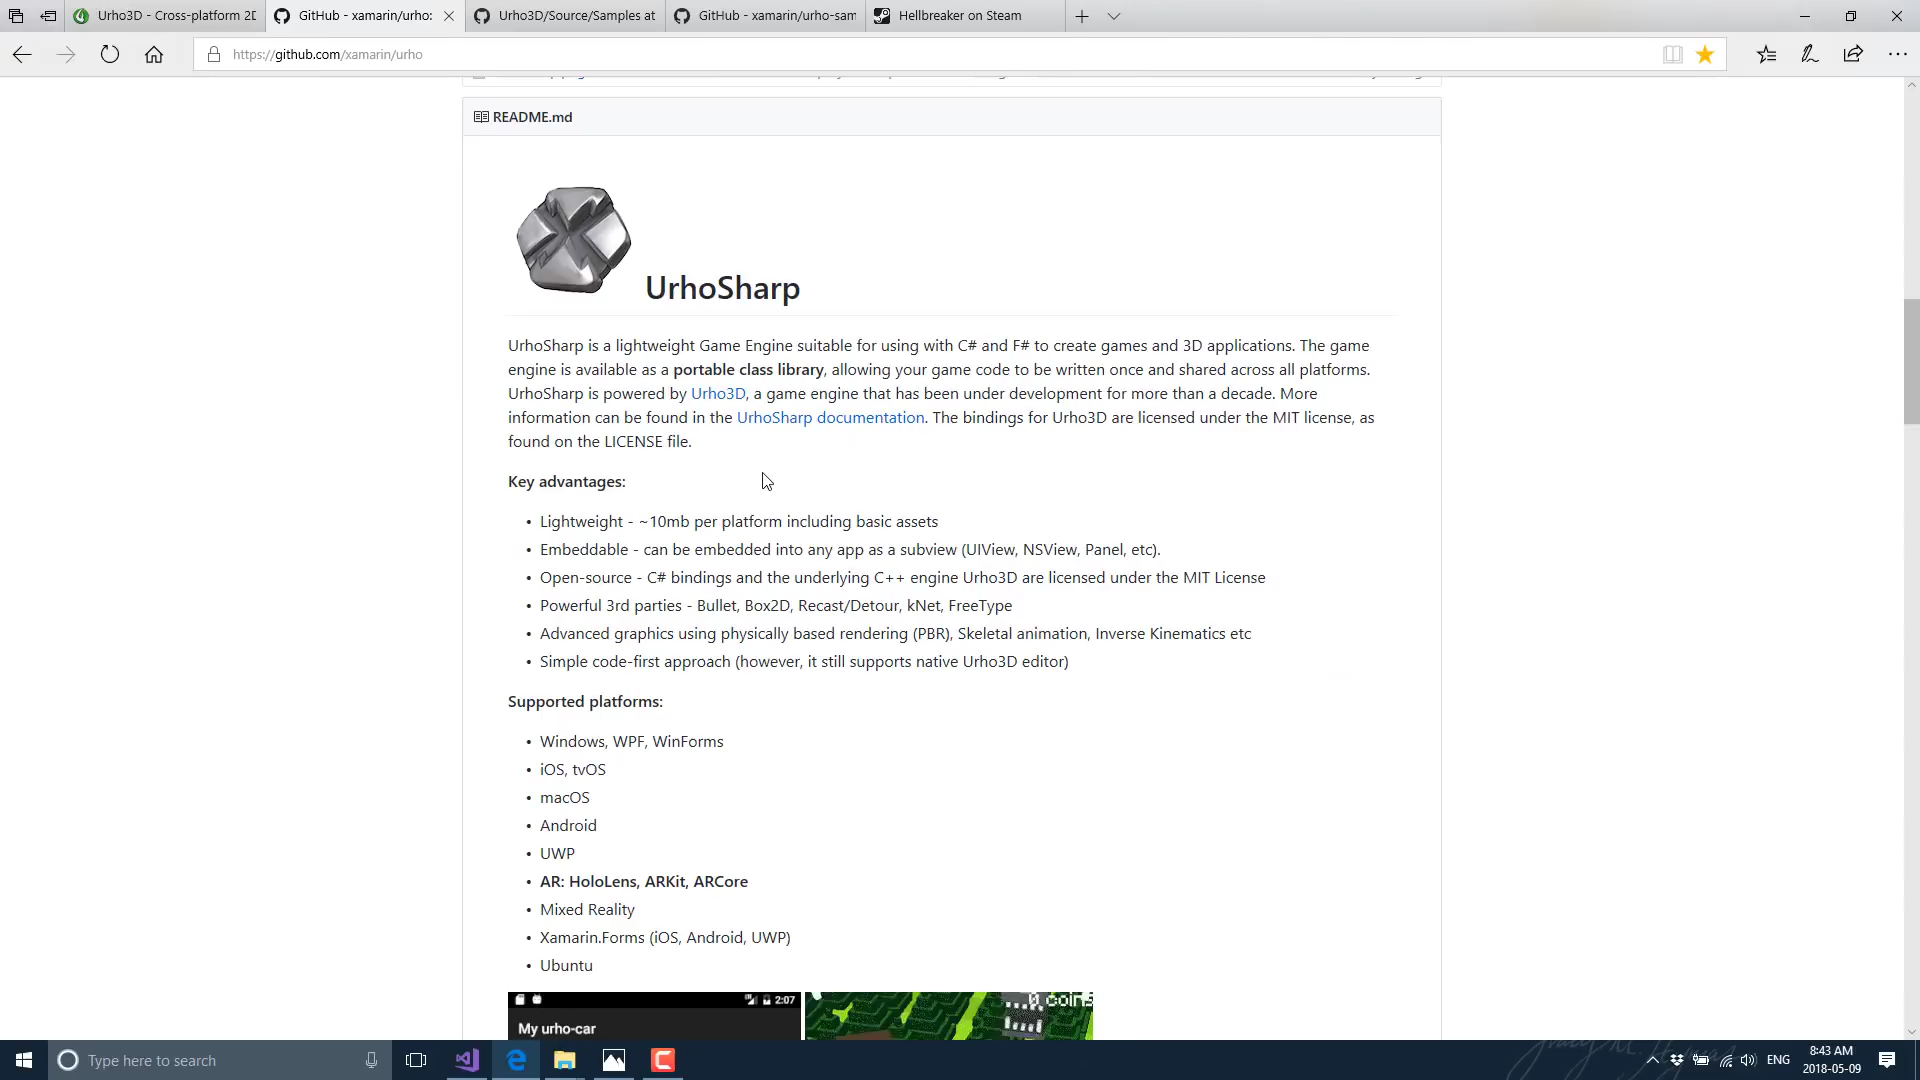 Urho3D - Cross-platform 2D
GitHub - xamarin/urho:
Urho3D/Source/Samples at
GitHub - xamarin/urho-sam
Hellbreaker on Steam
https://github.com/xamarin/urho
README.md
UrhoSharp
UrhoSharp is a lightweight Game Engine suitable for using with C# and F# to create games and 3D applications. The game
engine is available as a portable class library, allowing your game code to be written once and shared across all platforms.
UrhoSharp is powered by Urho3D, a game engine that has been under development for more than a decade. More
information can be found in the UrhoSharp documentation. The bindings for Urho3D are licensed under the MIT license, as
found on the LICENSE file.
Key advantages:
• Lightweight - ~10mb per platform including basic assets
• Embeddable - can be embedded into any app as a subview (UIView, NSView, Panel, etc).
• Open-source - C# bindings and the underlying C++ engine Urho3D are licensed under the MIT License
• Powerful 3rd parties - Bullet, Box2D, Recast/Detour, kNet, FreeType
• Advanced graphics using physically based rendering (PBR), Skeletal animation, Inverse Kinematics etc
• Simple code-first approach (however, it still supports native Urho3D editor)
Supported platforms:
• Windows, WPF, WinForms
• iOS, tvOS
• macOS
• Android
• UWP
• AR: HoloLens, ARKit, ARCore
• Mixed Reality
• Xamarin.Forms (iOS, Android, UWP)
• Ubuntu
2:07
0 coins
My urho-car
Type here to search
ENG
8:43 AM
2018-05-09